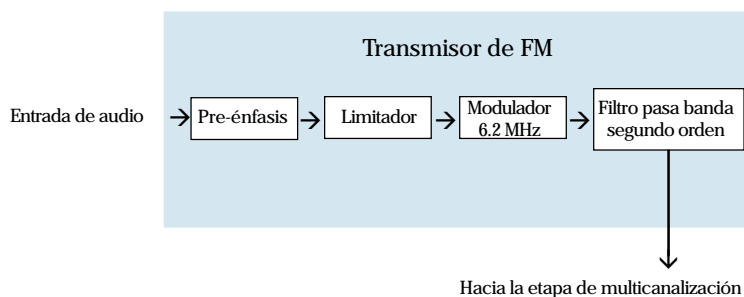 Transmisor de FM
Entrada de audio
Pre-énfasis
Limitador
Modulador
6.2 MHz
Filtro pasa banda
segundo orden
Hacia la etapa de multicanalización